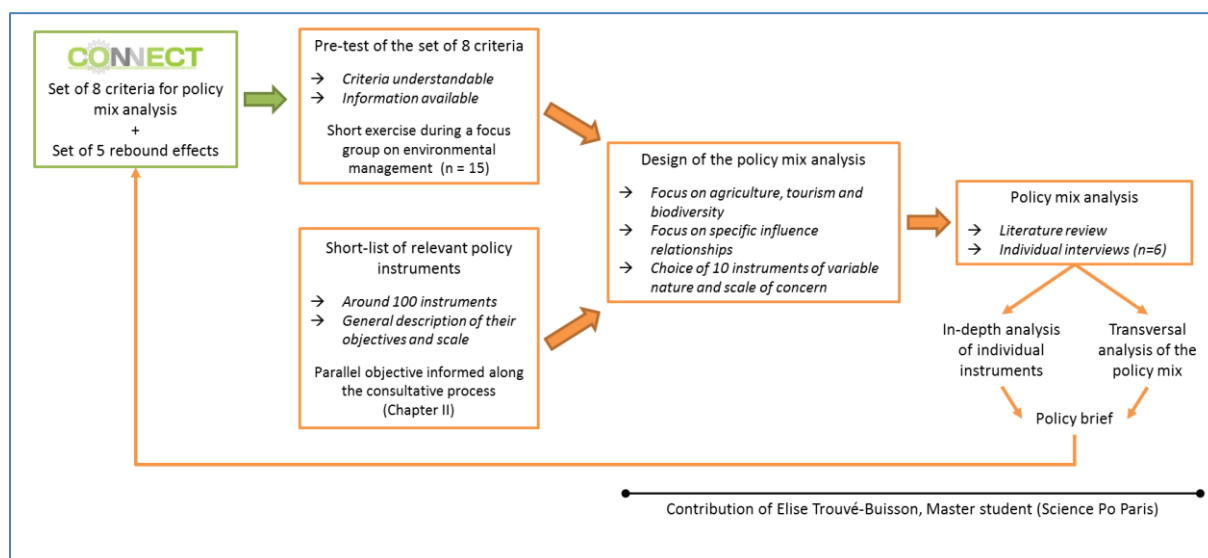 CONNECT
Set of 8 criteria for policy
mix analysis
+
Set of 5 rebound effects
Pre-test of the set of 8 criteria
→ Criteria understandable
→ Information available
Short exercise during a focus
group on environmental
management (n = 15)
Short-list of relevant policy
instruments
→ Around 100 instruments
→ General description of their
objectives and scale
Parallel objective informed along
the consultative process
(Chapter II)
Design of the policy mix analysis
→ Focus on agriculture, tourism and
biodiversity
→ Focus on specific influence
relationships
→ Choice of 10 instruments of variable
nature and scale of concern
Policy mix analysis
→ Literature review
→ Individual interviews (n=6)
In-depth analysis
of individual
instruments
Transversal
analysis of the
policy mix
Policy brief
Contribution of Elise Trouvé-Buisson, Master student (Science Po Paris)